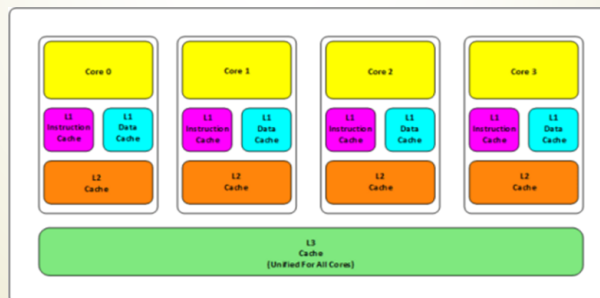 Core 0
Core 1
Core 2
Core 3
L1
Instruction
Cache
L1
Data
Cache
L1
Instruction
Cache
L1
Data
Cache
L1
Instruction
Cache
L1
Data
Cache
L1
Instruction
Cache
L1
Data
Cache
L2
Cache
L2
Cache
L2
Cache
L2
Cache
L3
Cache
(Unified For All Cores)